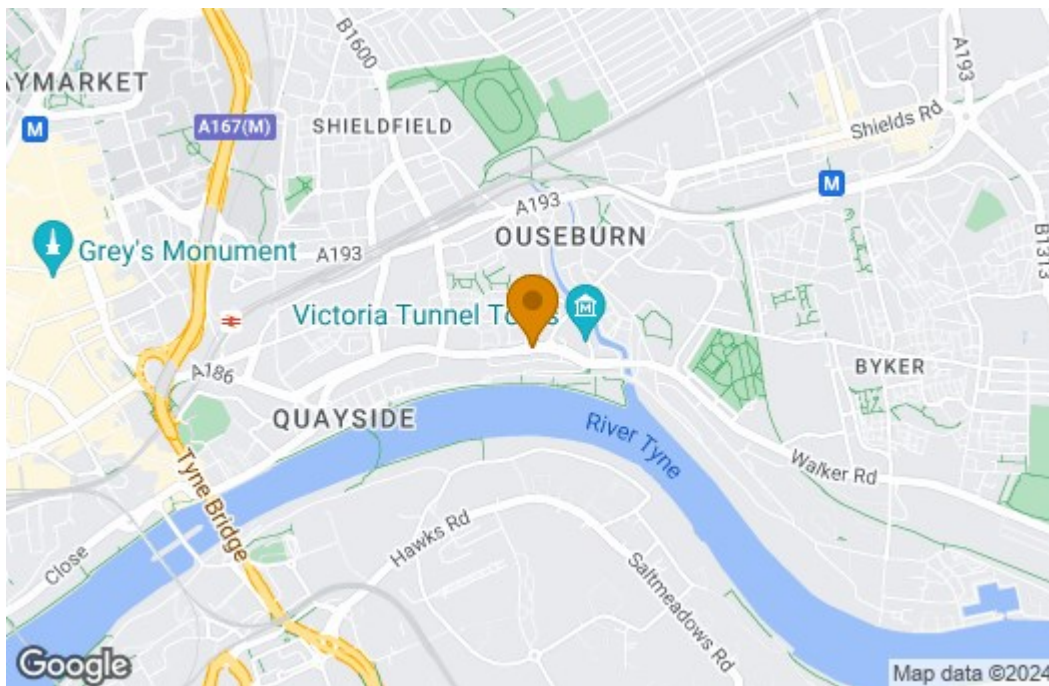 AYMARKET
M
B1600
A167(M)
SHIELDFIELD
A193
Shields Rd
M
A193
Grey's Monument
A193
OUSEBURN
B1313
Victoria Tunnel
M
A186
BYKER
QUAYSIDE
River Tyne
Tyne Bridge
Walker Rd
Close
Hawks Rd
Saltmeadows Rd
Google
Map data ©2024